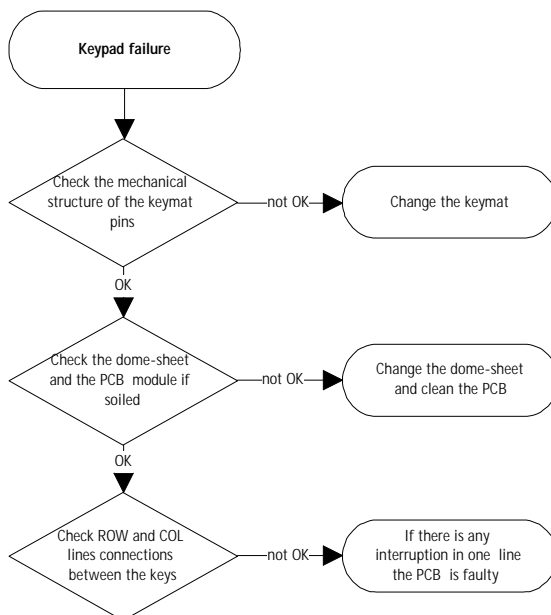 Keypad failure
Check the mechanical
structure of the keymat
pins
not OK
Change the keymat
OK
Check the dome-sheet
and the PCB module if
soiled
not OK
Change the dome-sheet
and clean the PCB
OK
Check ROW and COL
lines connections
between the keys
not OK
If there is any
interruption in one line
the PCB is faulty